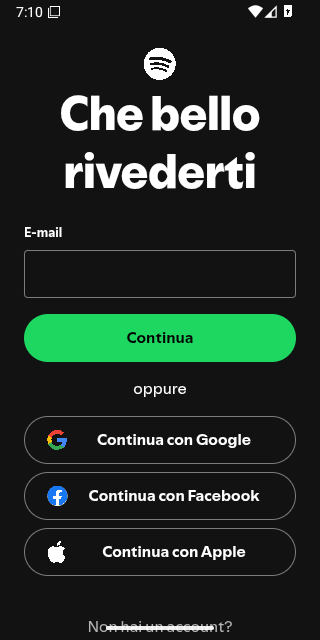 7:10
Che bello
rivederti
E-mail
Continua
oppure
Continua con Google
Continua con Facebook
Continua con Apple
Non hai un account?